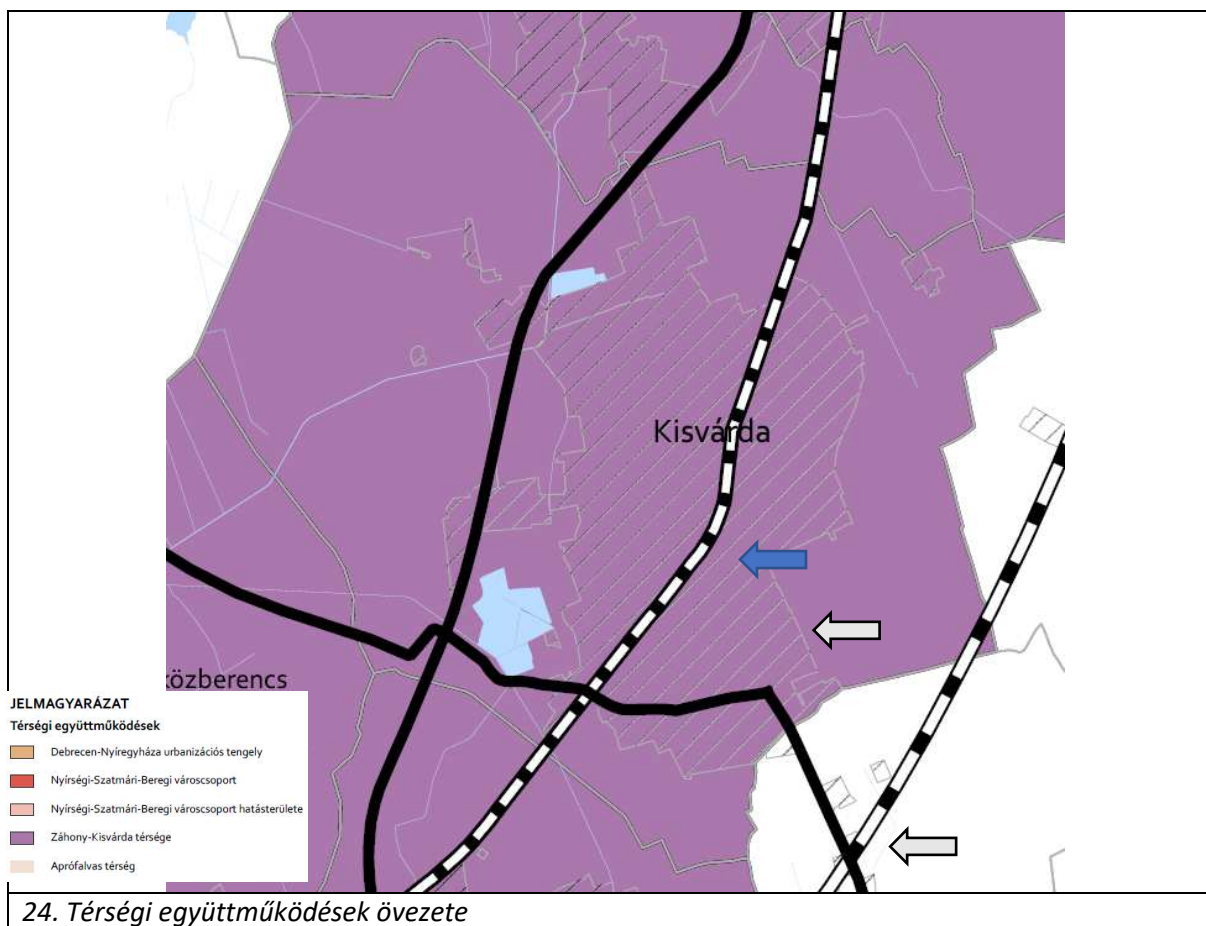 Kisvárda
közberencs
JELMAGYARÁZAT
Térségi együttműködések
Debrecen-Nyíregyháza urbanizációs tengely
Nyírségi-Szatmári-Beregi városcsoport
Nyírségi-Szatmári-Beregi városcsoport hatásterülete
Záhony-Kisvárda térsége
Aprófalvas térség
24. Térségi együttműködések övezete